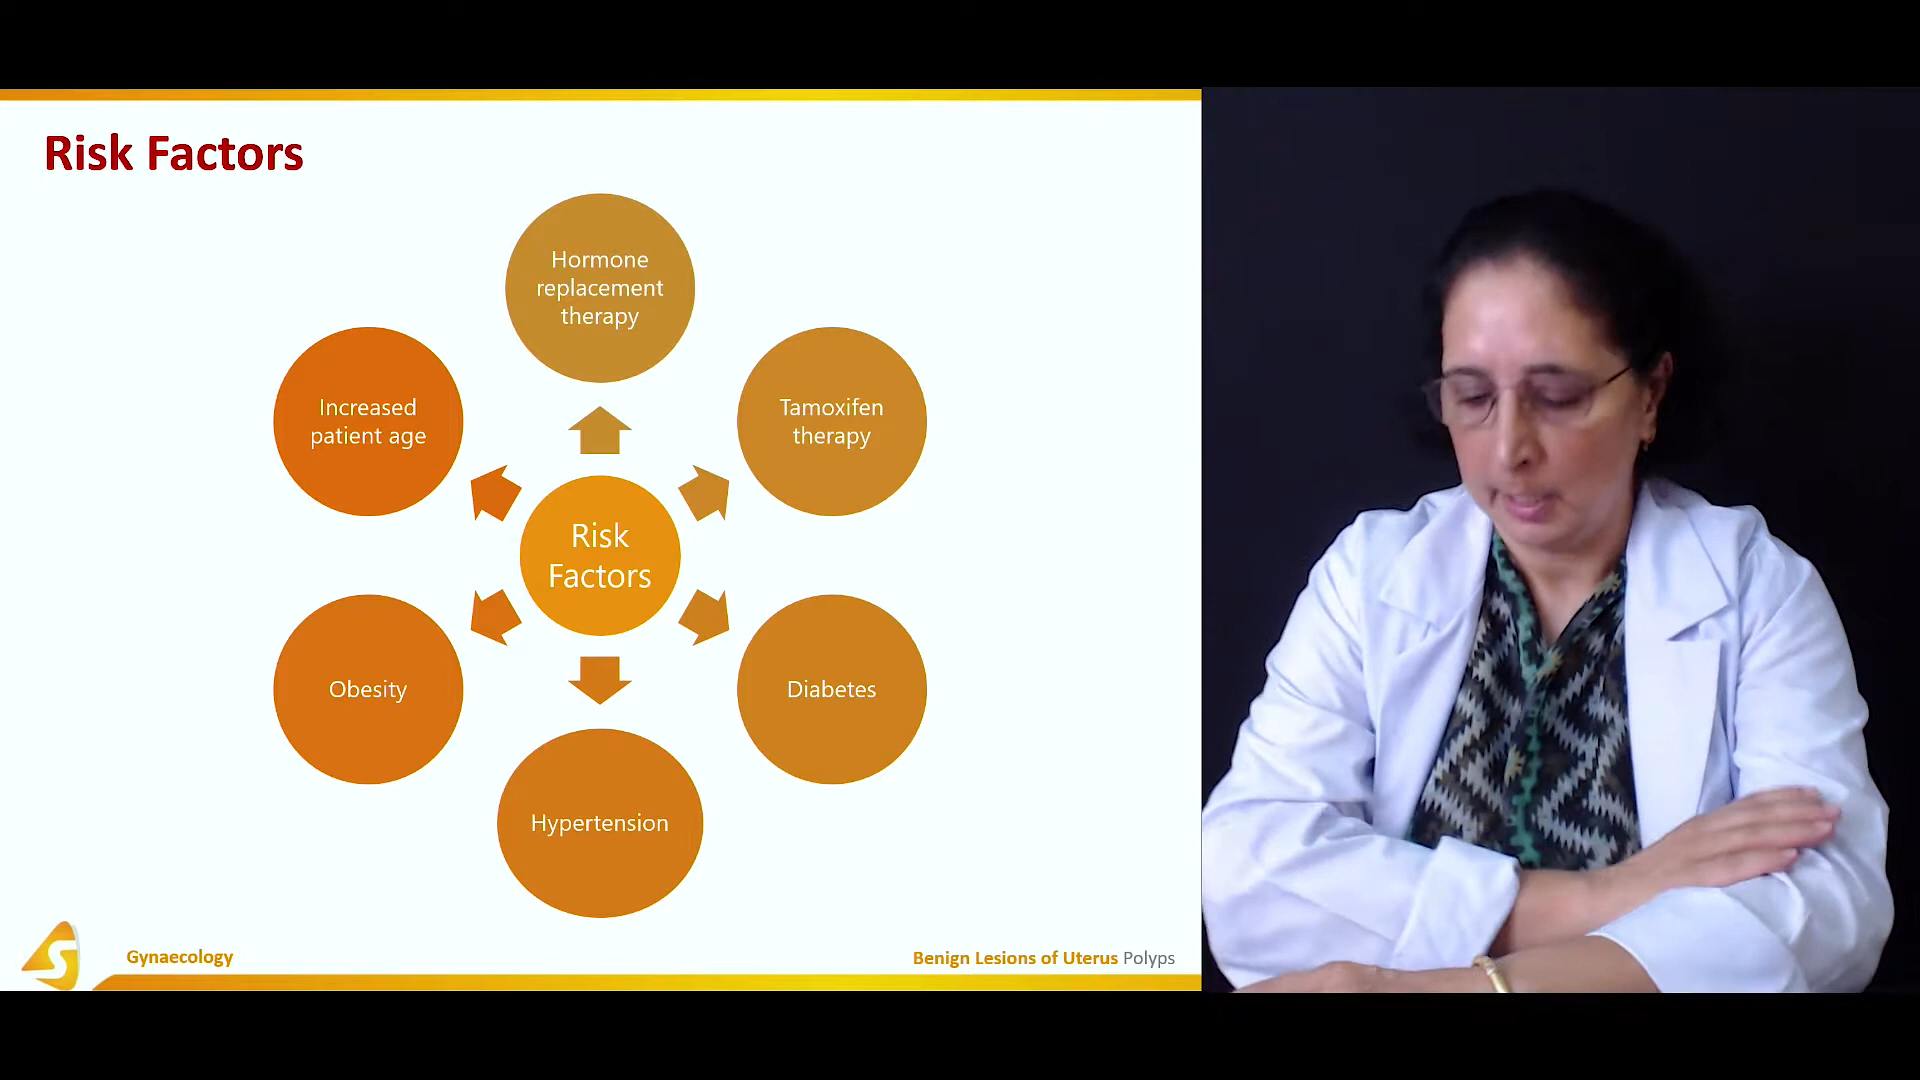 Risk Factors
Hormone
replacement
therapy
Increased
patient age
Tamoxifen
therapy
Risk
Factors
Obesity
Diabetes
Hypertension
S
Gynaecology
Benign Lesions of Uterus Polyps